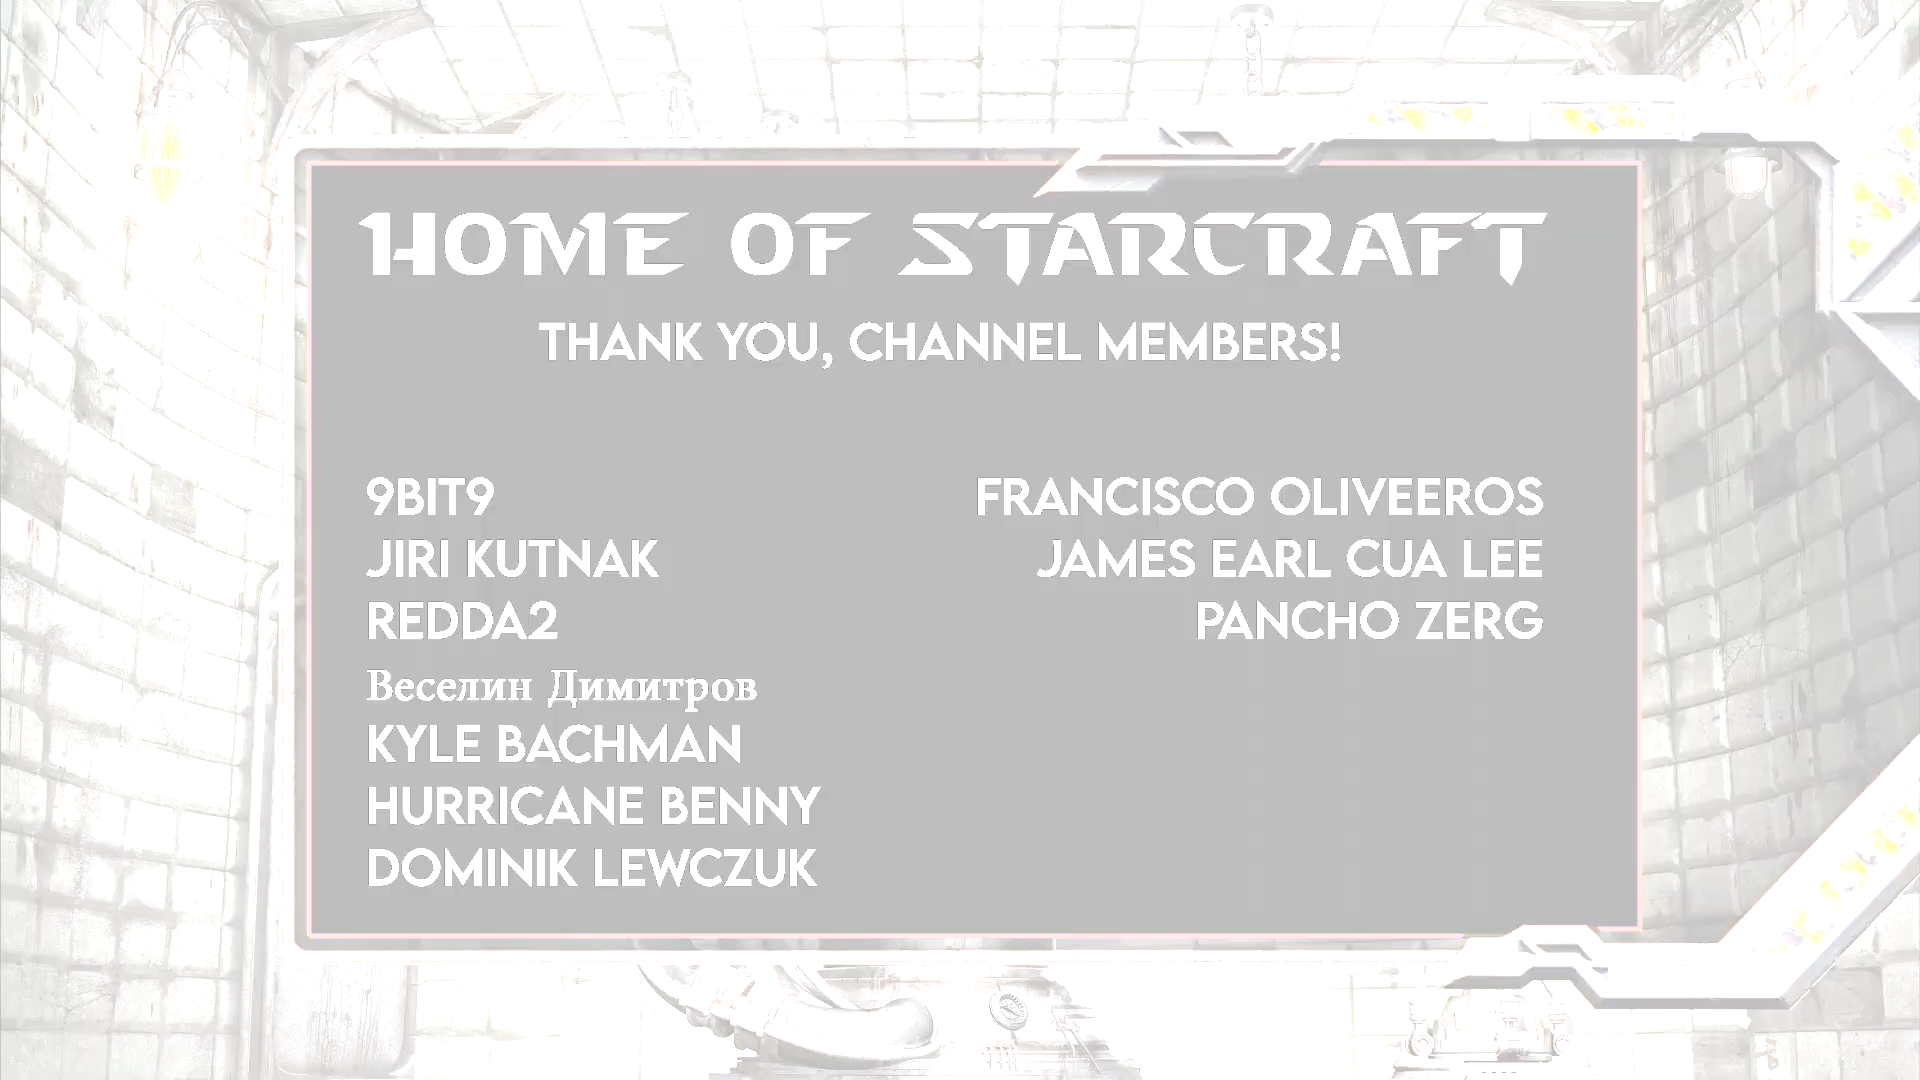 HOME OF STARCRAFT
THANK YOU, CHANNEL MEMBERS!
9BIT9
JIRI KUTNAK
REDDA2
Веселин Димитров
KYLE BACHMAN
HURRICANE BENNY
DOMINIK LEWCZUK
FRANCISCO OLIVEEROS
JAMES EARL CUA LEE
PANCHO ZERG